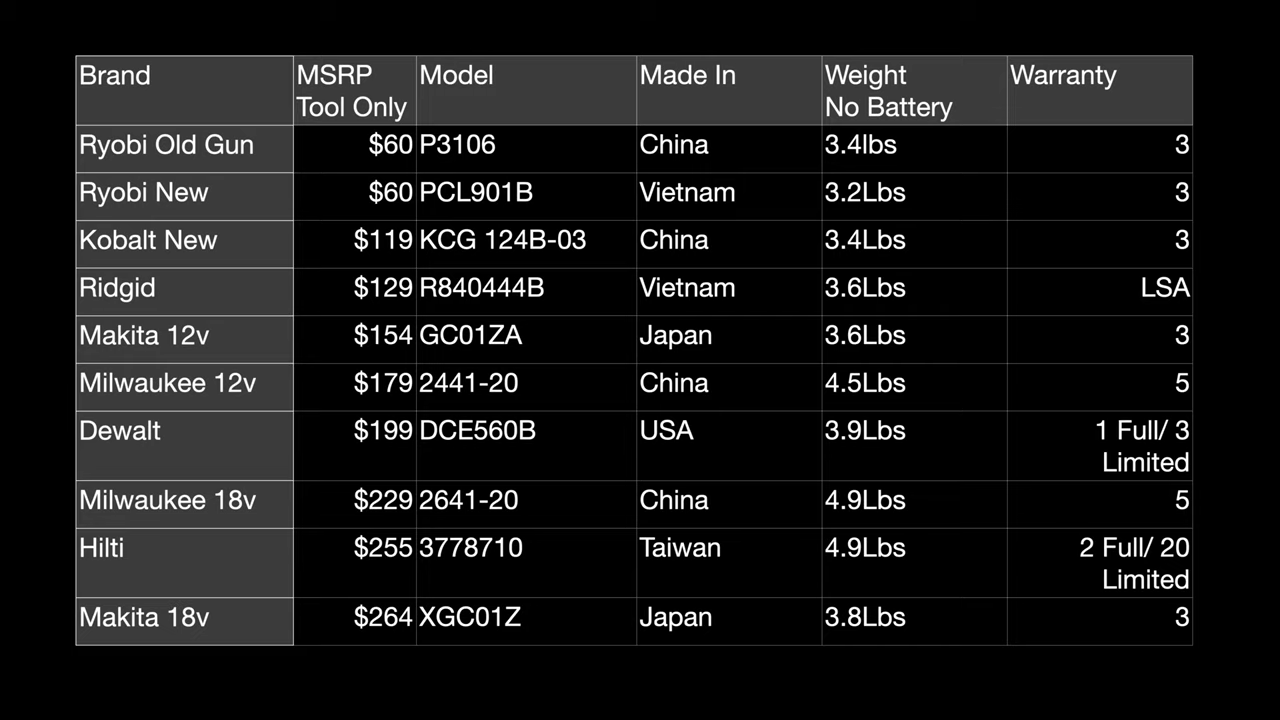 Brand MSRP Tool Only Model Made In Weight No Battery Warranty
Ryobi Old Gun $60 P3106 China 3.4lbs 3
Ryobi New $60 PCL901B Vietnam 3.2Lbs 3
Kobalt New $119 KCG 124B-03 China 3.4Lbs 3
Ridgid $129 R840444B Vietnam 3.6Lbs LSA
Makita 12v $154 GC01ZA Japan 3.6Lbs 3
Milwaukee 12v $179 2441-20 China 4.5Lbs 5
Dewalt $199 DCE560B USA 3.9Lbs 1 Full/ 3 Limited
Milwaukee 18v $229 2641-20 China 4.9Lbs 5
Hilti $255 3778710 Taiwan 4.9Lbs 2 Full/ 20 Limited
Makita 18v $264 XGC01Z Japan 3.8Lbs 3